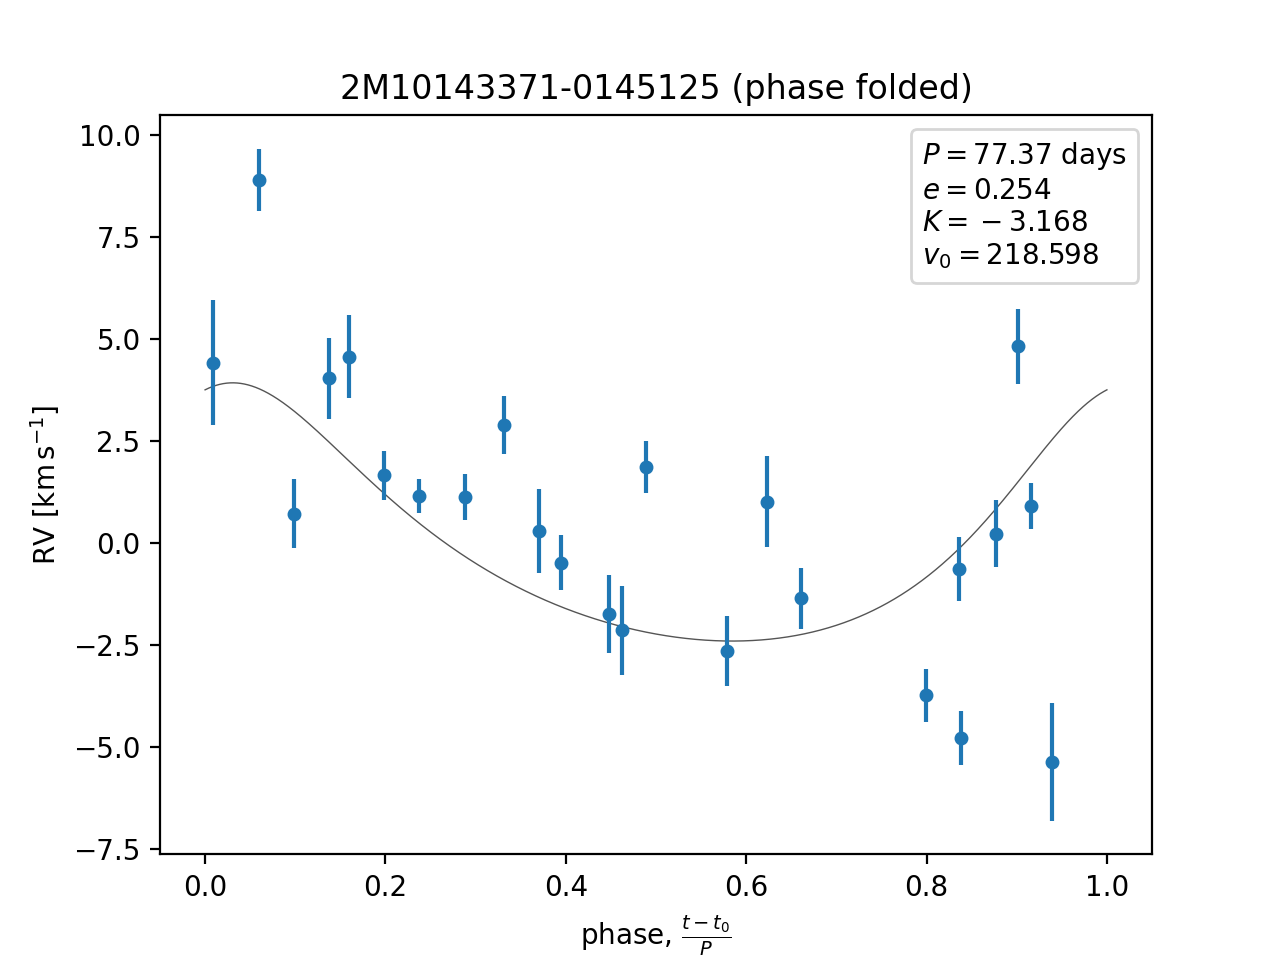 2M10143371-0145125 (phase folded)
P = 77.37 days
e = 0.254
K = −3.168
v₀ = 218.598
RV [km s⁻¹]
10.0
7.5
5.0
2.5
0.0
−2.5
−5.0
−7.5
0.0 0.2 0.4 0.6 0.8 1.0
phase, (t − t₀)/P